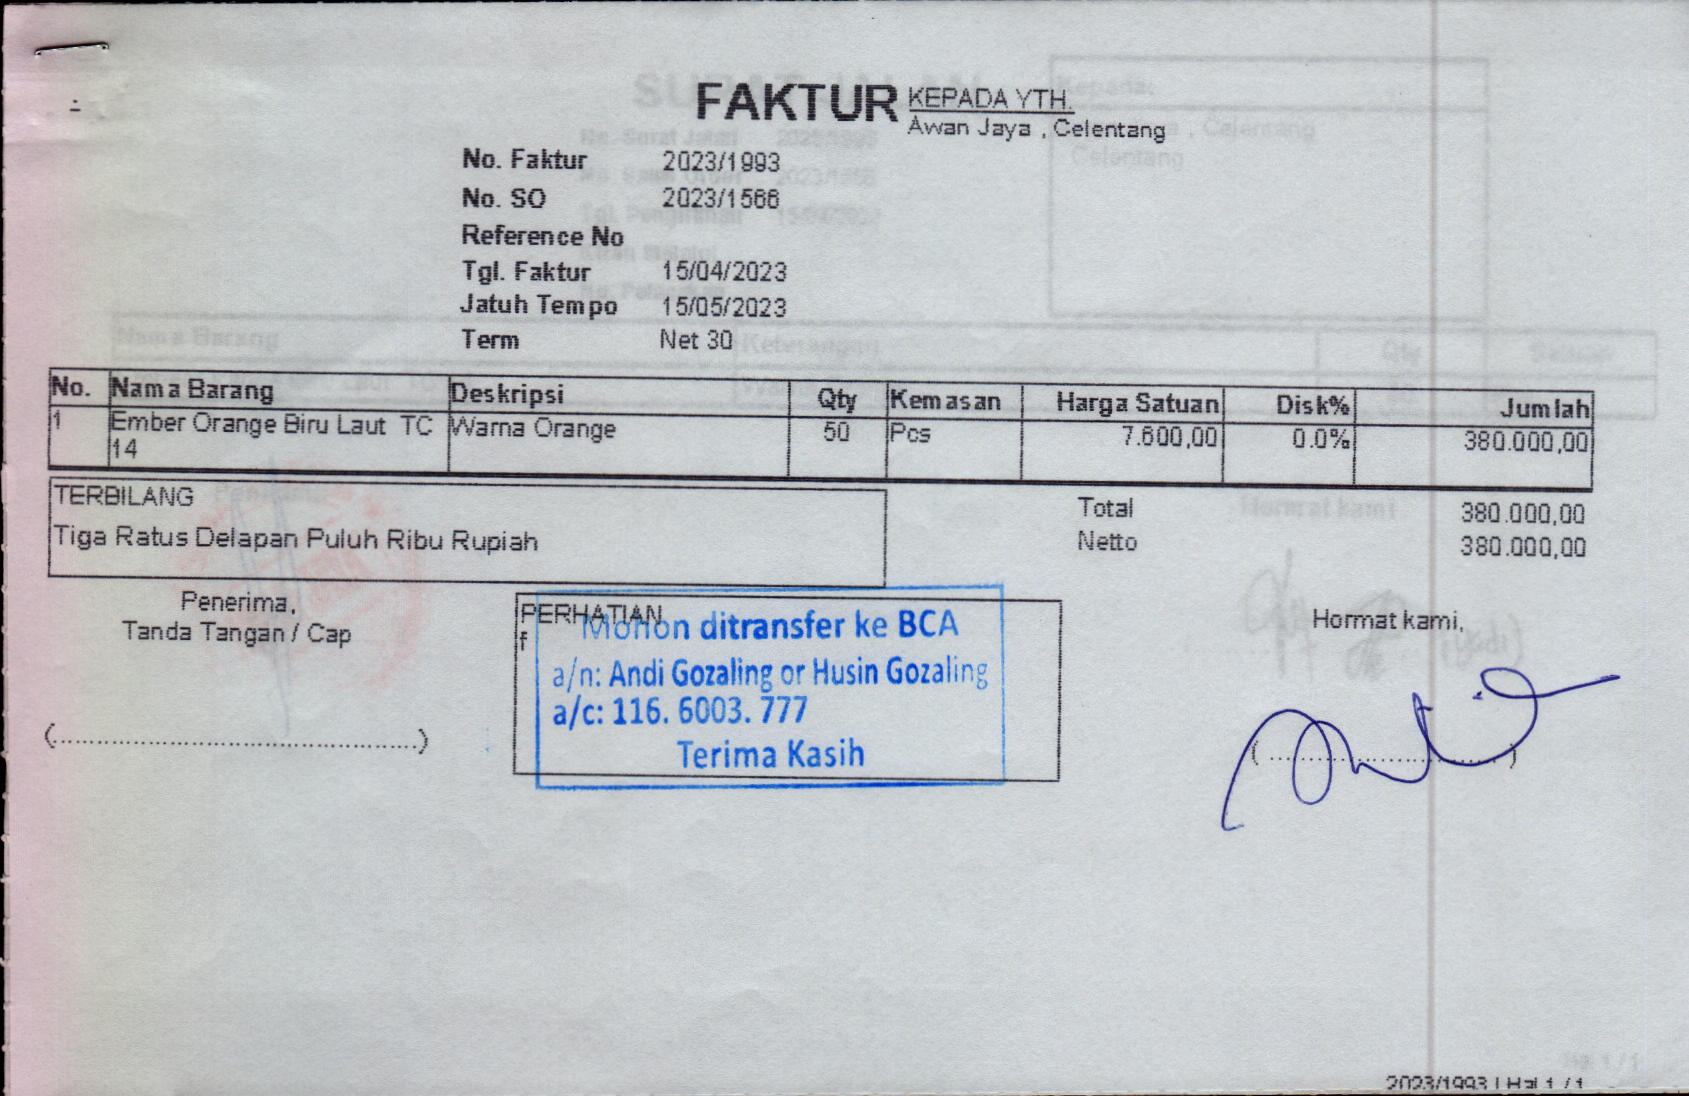 FAKTUR
KEPADA YTH.
Awan Jaya , Celentang
No. Faktur 2023/1993
No. SO 2023/1566
Reference No
Tgl. Faktur 15/04/2023
Jatuh Tempo 15/05/2023
Term Net 30
No. Nama Barang Deskripsi Qty Kemasan Harga Satuan Disk% Jumlah
1 Ember Orange Biru Laut TC Warna Orange 50 Pcs 7.600,00 0.0% 380.000,00
14
TERBILANG
Tiga Ratus Delapan Puluh Ribu Rupiah
Total 380.000,00
Netto 380.000,00
Penerima,
Tanda Tangan / Cap
(................................................)
PERHATIAN
f
Mohon ditransfer ke BCA
a/n: Andi Gozaling or Husin Gozaling
a/c: 116. 6003. 777
Terima Kasih
Hormat kami,
2023/1993 | Hal 1 / 1